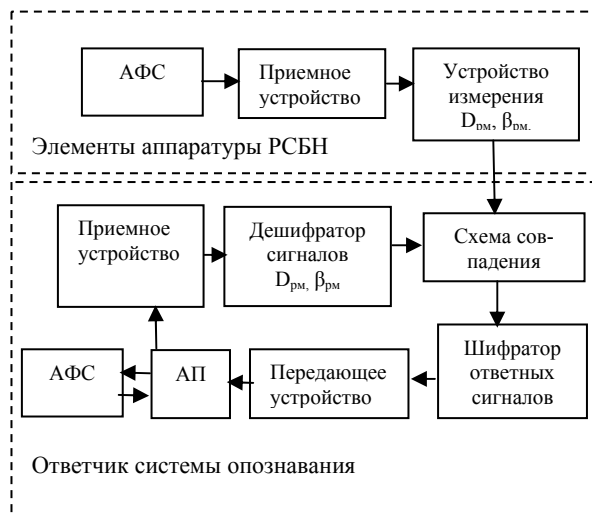 АФС
Приемное
устройство
Устройство
измерения
Dрм, βрм.
Элементы аппаратуры РСБН
Приемное
устройство
Дешифратор
сигналов
Dрм, βрм
Схема сов-
падения
АФС
АП
Передающее
устройство
Шифратор
ответных
сигналов
Ответчик системы опознавания